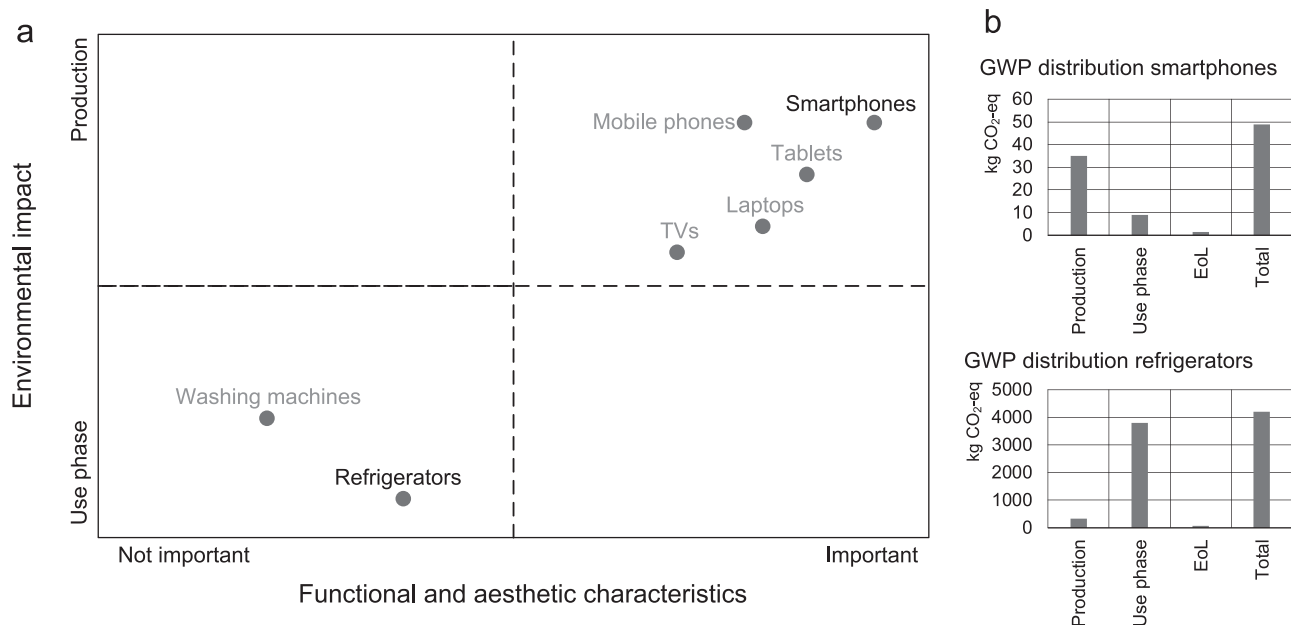 a
Environmental impact
Production
Use phase
Mobile phones
Smartphones
Tablets
Laptops
TVs
Washing machines
Refrigerators
Not important
Important
Functional and aesthetic characteristics
b
GWP distribution smartphones
kg CO₂-eq
60
50
40
30
20
10
0
Production
Use phase
EoL
Total
GWP distribution refrigerators
kg CO₂-eq
5000
4000
3000
2000
1000
0
Production
Use phase
EoL
Total